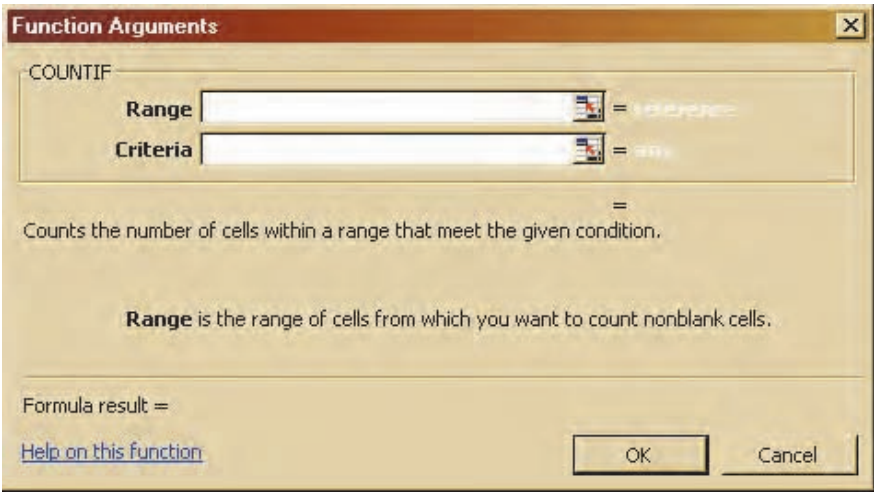 Function Arguments
COUNTIF
Range =
Criteria =
=
Counts the number of cells within a range that meet the given condition.
Range is the range of cells from which you want to count nonblank cells.
Formula result =
Help on this function
OK Cancel